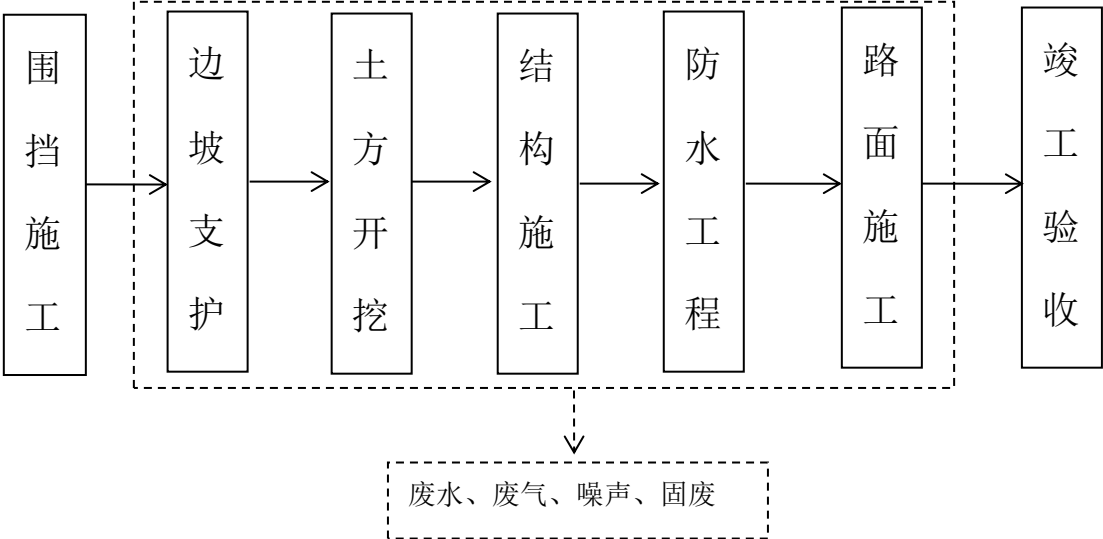 围挡施工
边坡支护
土方开挖
结构施工
防水工程
路面施工
竣工验收
废水、废气、噪声、固废